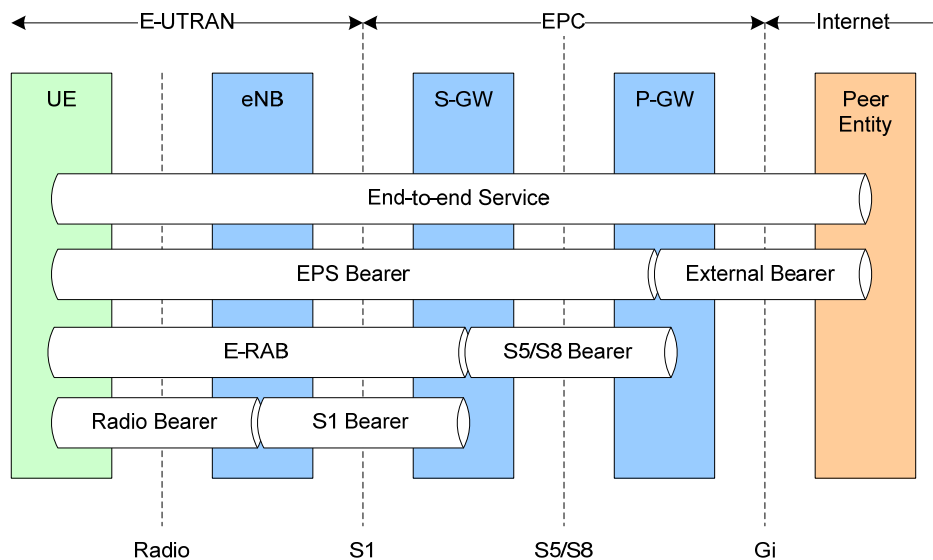 E-UTRAN
EPC
Internet
UE
eNB
S-GW
P-GW
Peer
Entity
End-to-end Service
EPS Bearer
External Bearer
E-RAB
S5/S8 Bearer
Radio Bearer
S1 Bearer
Radio
S1
S5/S8
Gi